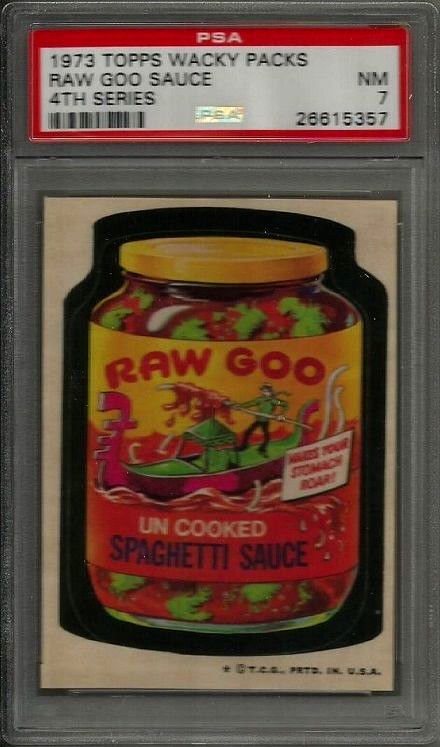 PSA
1973 TOPPS WACKY PACKS
RAW GOO SAUCE NM
4TH SERIES 7
PSA 26615357
RAW GOO
MAKES YOUR
STOMACH
ROAR!
UN COOKED
SPAGHETTI SAUCE
* © T.C.G. PRTD. IN. U.S.A.